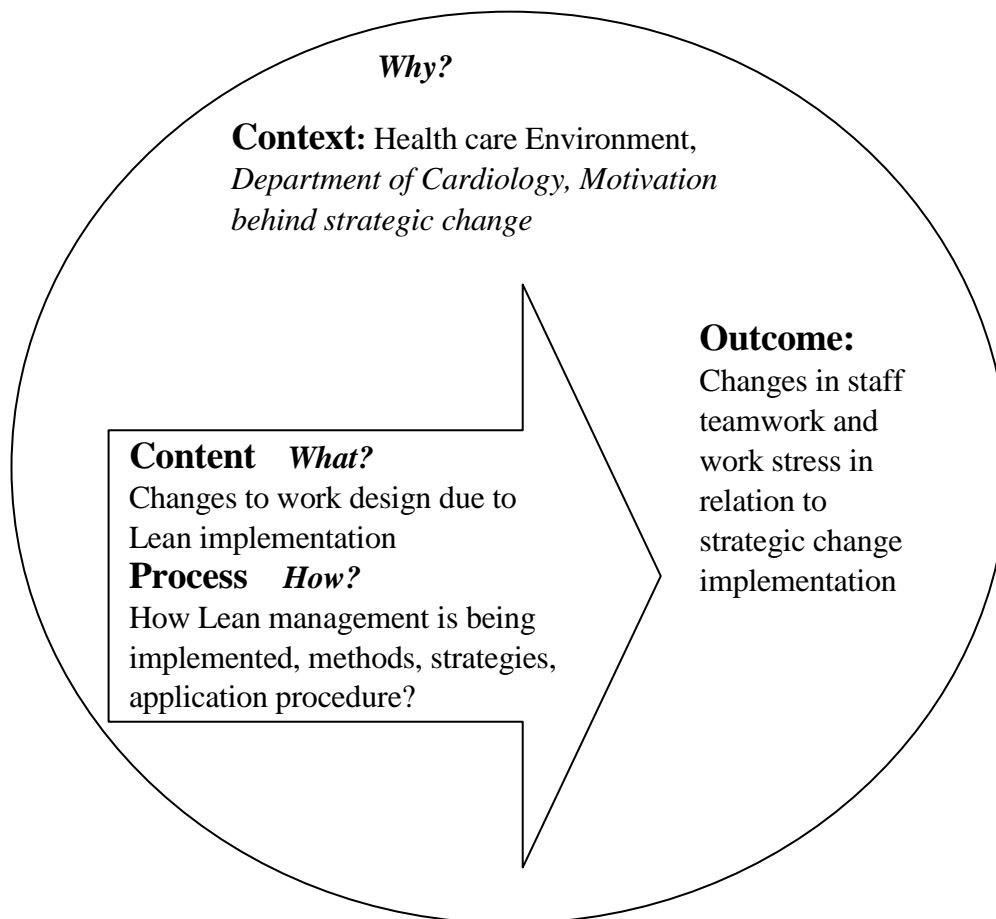 Why?
Context: Health care Environment,
Department of Cardiology, Motivation
behind strategic change
Content What?
Changes to work design due to
Lean implementation
Process How?
How Lean management is being
implemented, methods, strategies,
application procedure?
Outcome:
Changes in staff
teamwork and
work stress in
relation to
strategic change
implementation